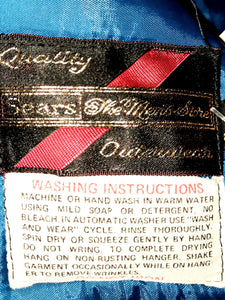 Quality
Sears The Men's Store
Outerwear
WASHING INSTRUCTIONS
MACHINE OR HAND WASH IN WARM WATER
USING MILD SOAP OR DETERGENT. NO
BLEACH. IN AUTOMATIC WASHER USE "WASH
AND WEAR" CYCLE. RINSE THOROUGHLY.
SPIN DRY OR SQUEEZE GENTLY BY HAND.
DO NOT WRING. TO COMPLETE DRYING
HANG ON NON-RUSTING HANGER. SHAKE
GARMENT OCCASIONALLY WHILE ON HANG-
ER TO REMOVE WRINKLES.